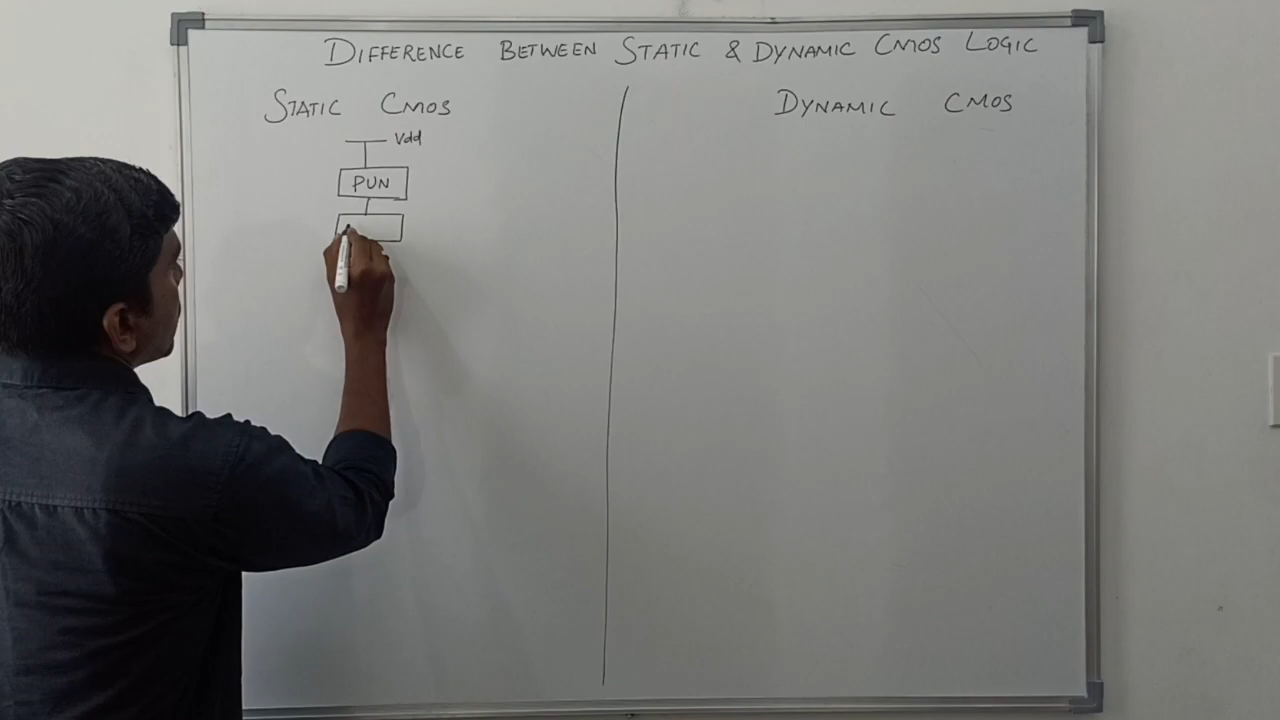 DIFFERENCE BETWEEN STATIC & DYNAMIC CMOS LOGIC
STATIC CMOS
DYNAMIC CMOS
Vdd
PUN